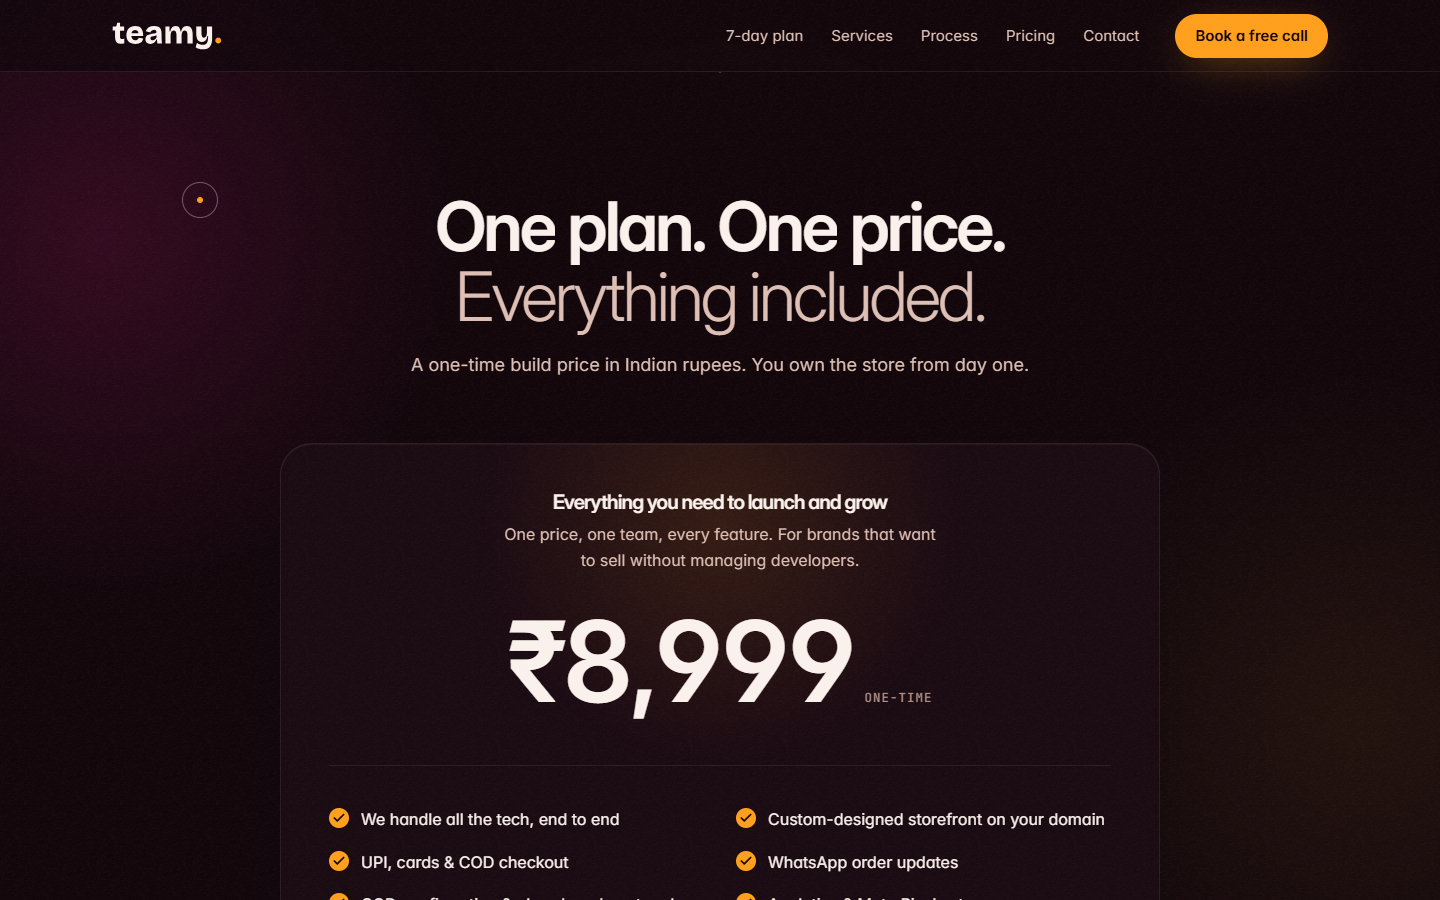 teamy.
7-day plan
Services
Process
Pricing
Contact
Book a free call
One plan. One price.
Everything included.
A one-time build price in Indian rupees. You own the store from day one.
Everything you need to launch and grow
One price, one team, every feature. For brands that want
to sell without managing developers.
₹8,999 ONE-TIME
We handle all the tech, end to end
Custom-designed storefront on your domain
UPI, cards & COD checkout
WhatsApp order updates